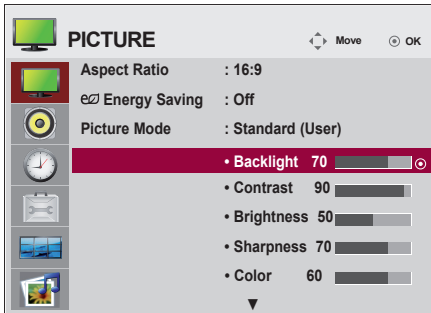 PICTURE Move OK
Aspect Ratio : 16:9
Energy Saving : Off
Picture Mode : Standard (User)
• Backlight 70
• Contrast 90
• Brightness 50
• Sharpness 70
• Color 60
▼